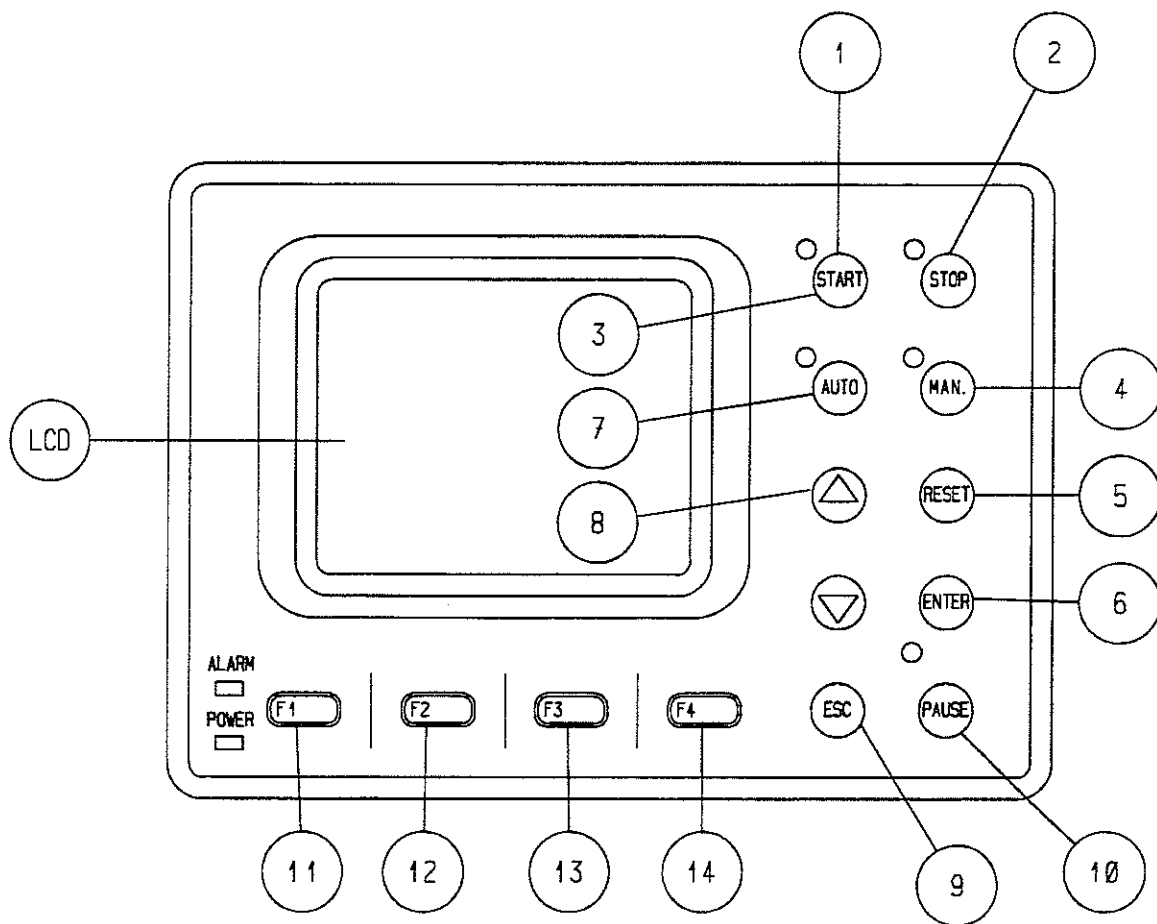 1 2
START STOP
3
AUTO MAN.
7 4
LCD
RESET
8 5
ENTER
6
ALARM
POWER
F1 F2 F3 F4 ESC PAUSE
11 12 13 14 9 10